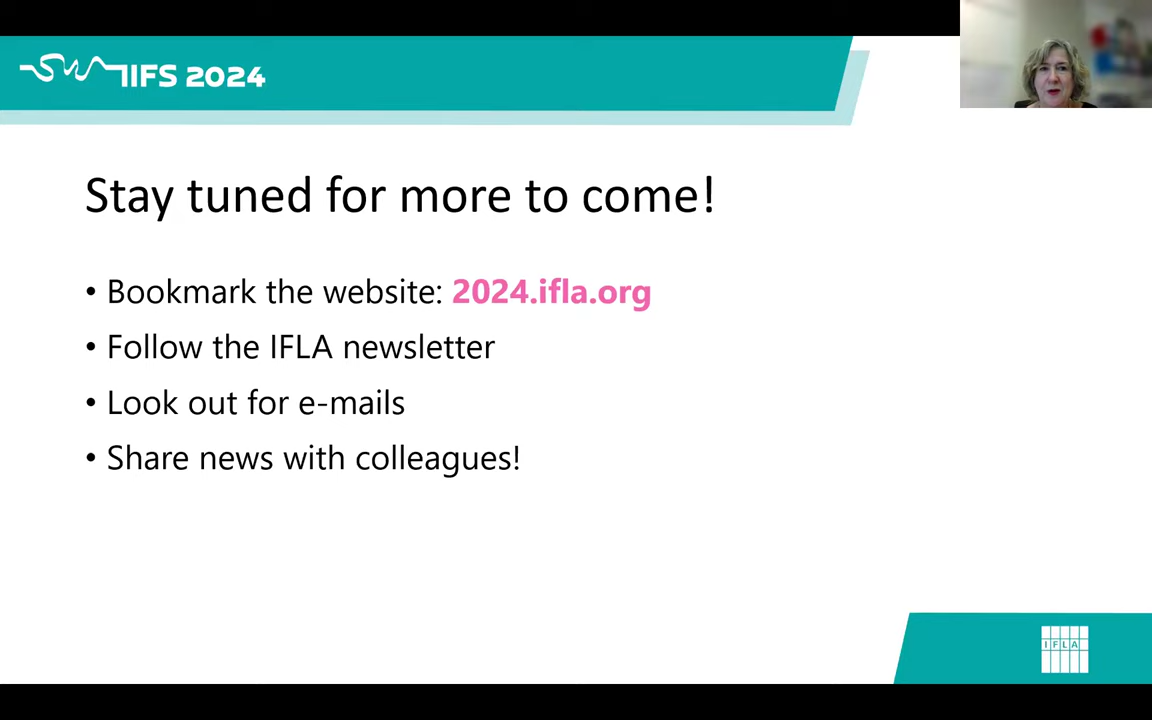 IIFS 2024
Stay tuned for more to come!
• Bookmark the website: 2024.ifla.org
• Follow the IFLA newsletter
• Look out for e-mails
• Share news with colleagues!
IFLA